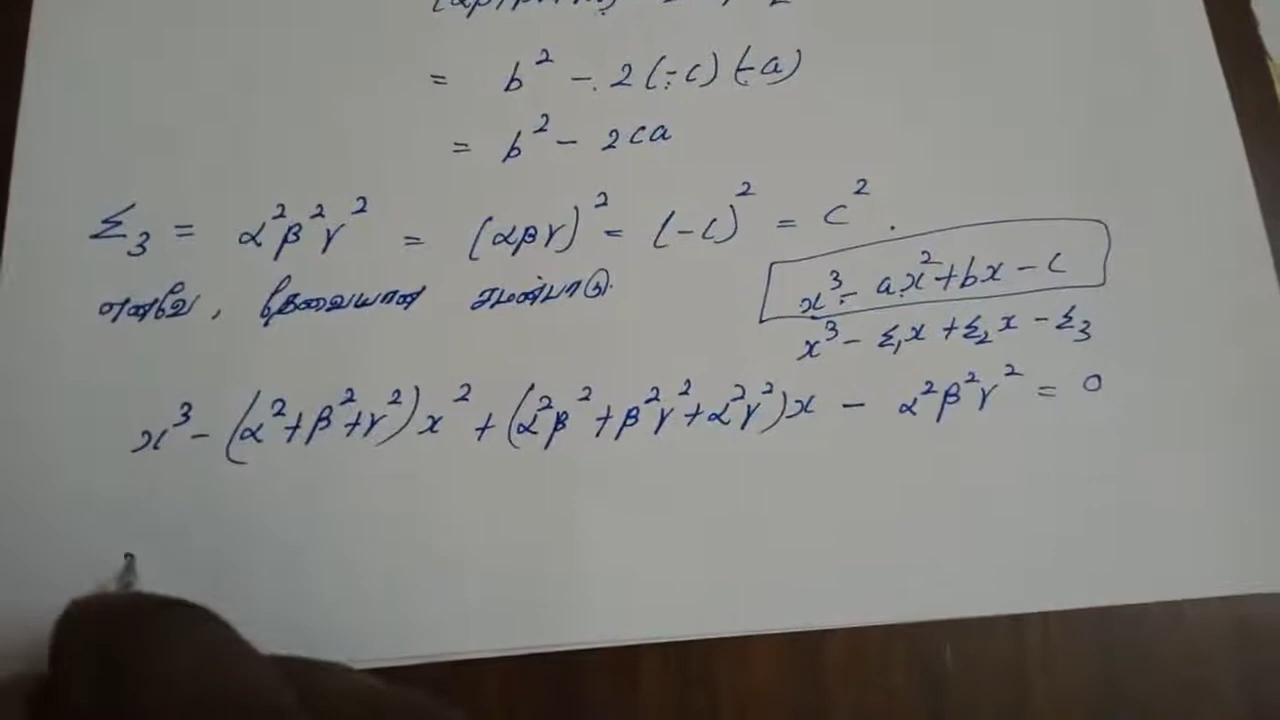 = b² - 2(-c)(-a)
= b² - 2ca
Σ₃ = α²β²γ² = (αβγ)² = (-c)² = c².
எனவே, தேவையான சமன்பாடு.
x³ - ax² + bx - c
x³ - Σ₁x + Σ₂x - Σ₃
x³ - (α² + β² + γ²)x² + (α²β² + β²γ² + α²γ²)x - α²β²γ² = 0